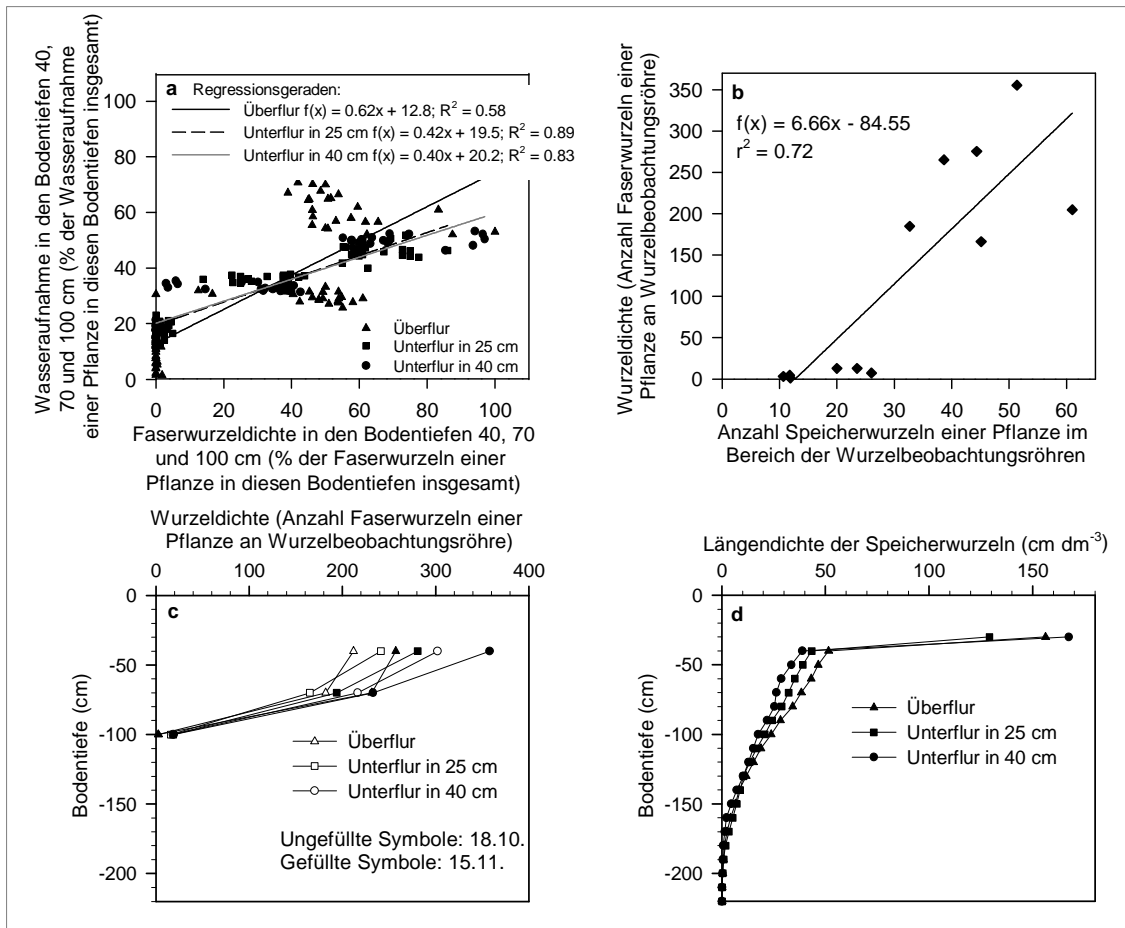 Wasseraufnahme in den Bodentiefen 40,
70 und 100 cm (% der Wasseraufnahme
einer Pflanze in diesen Bodentiefen insgesamt)
100
80
60
40
20
0
a Regressionsgeraden:
Überflur f(x) = 0.62x + 12.8; R² = 0.58
Unterflur in 25 cm f(x) = 0.42x + 19.5; R² = 0.89
Unterflur in 40 cm f(x) = 0.40x + 20.2; R² = 0.83
Überflur
Unterflur in 25 cm
Unterflur in 40 cm
0 20 40 60 80 100
Faserwurzeldichte in den Bodentiefen 40, 70
und 100 cm (% der Faserwurzeln einer
Pflanze in diesen Bodentiefen insgesamt)
Wurzeldichte (Anzahl Faserwurzeln einer
Pflanze an Wurzelbeobachtungsröhre)
350
300
250
200
150
100
50
0
b
f(x) = 6.66x - 84.55
r² = 0.72
0 10 20 30 40 50 60
Anzahl Speicherwurzeln einer Pflanze im
Bereich der Wurzelbeobachtungsröhren
Wurzeldichte (Anzahl Faserwurzeln einer
Pflanze an Wurzelbeobachtungsröhre)
0 100 200 300 400
Bodentiefe (cm)
0
-50
-100
-150
-200
c
Überflur
Unterflur in 25 cm
Unterflur in 40 cm
Ungefüllte Symbole: 18.10.
Gefüllte Symbole: 15.11.
Längendichte der Speicherwurzeln (cm dm⁻³)
0 50 100 150
Bodentiefe (cm)
0
-50
-100
-150
-200
d
Überflur
Unterflur in 25 cm
Unterflur in 40 cm